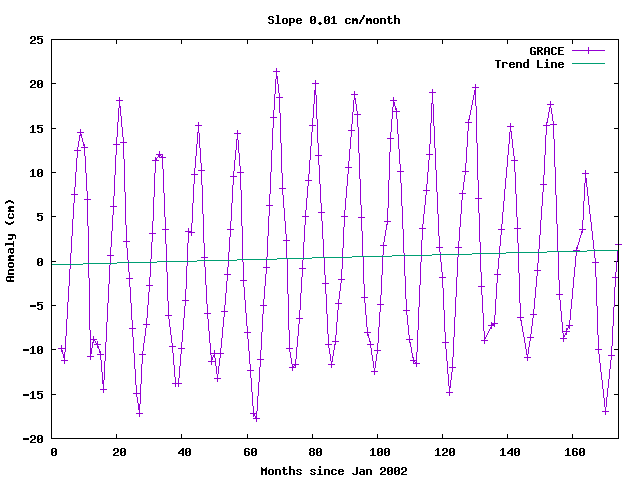 Slope 0.01 cm/month
GRACE
Trend Line
Anomaly (cm)
25
20
15
10
5
0
-5
-10
-15
-20
0 20 40 60 80 100 120 140 160
Months since Jan 2002